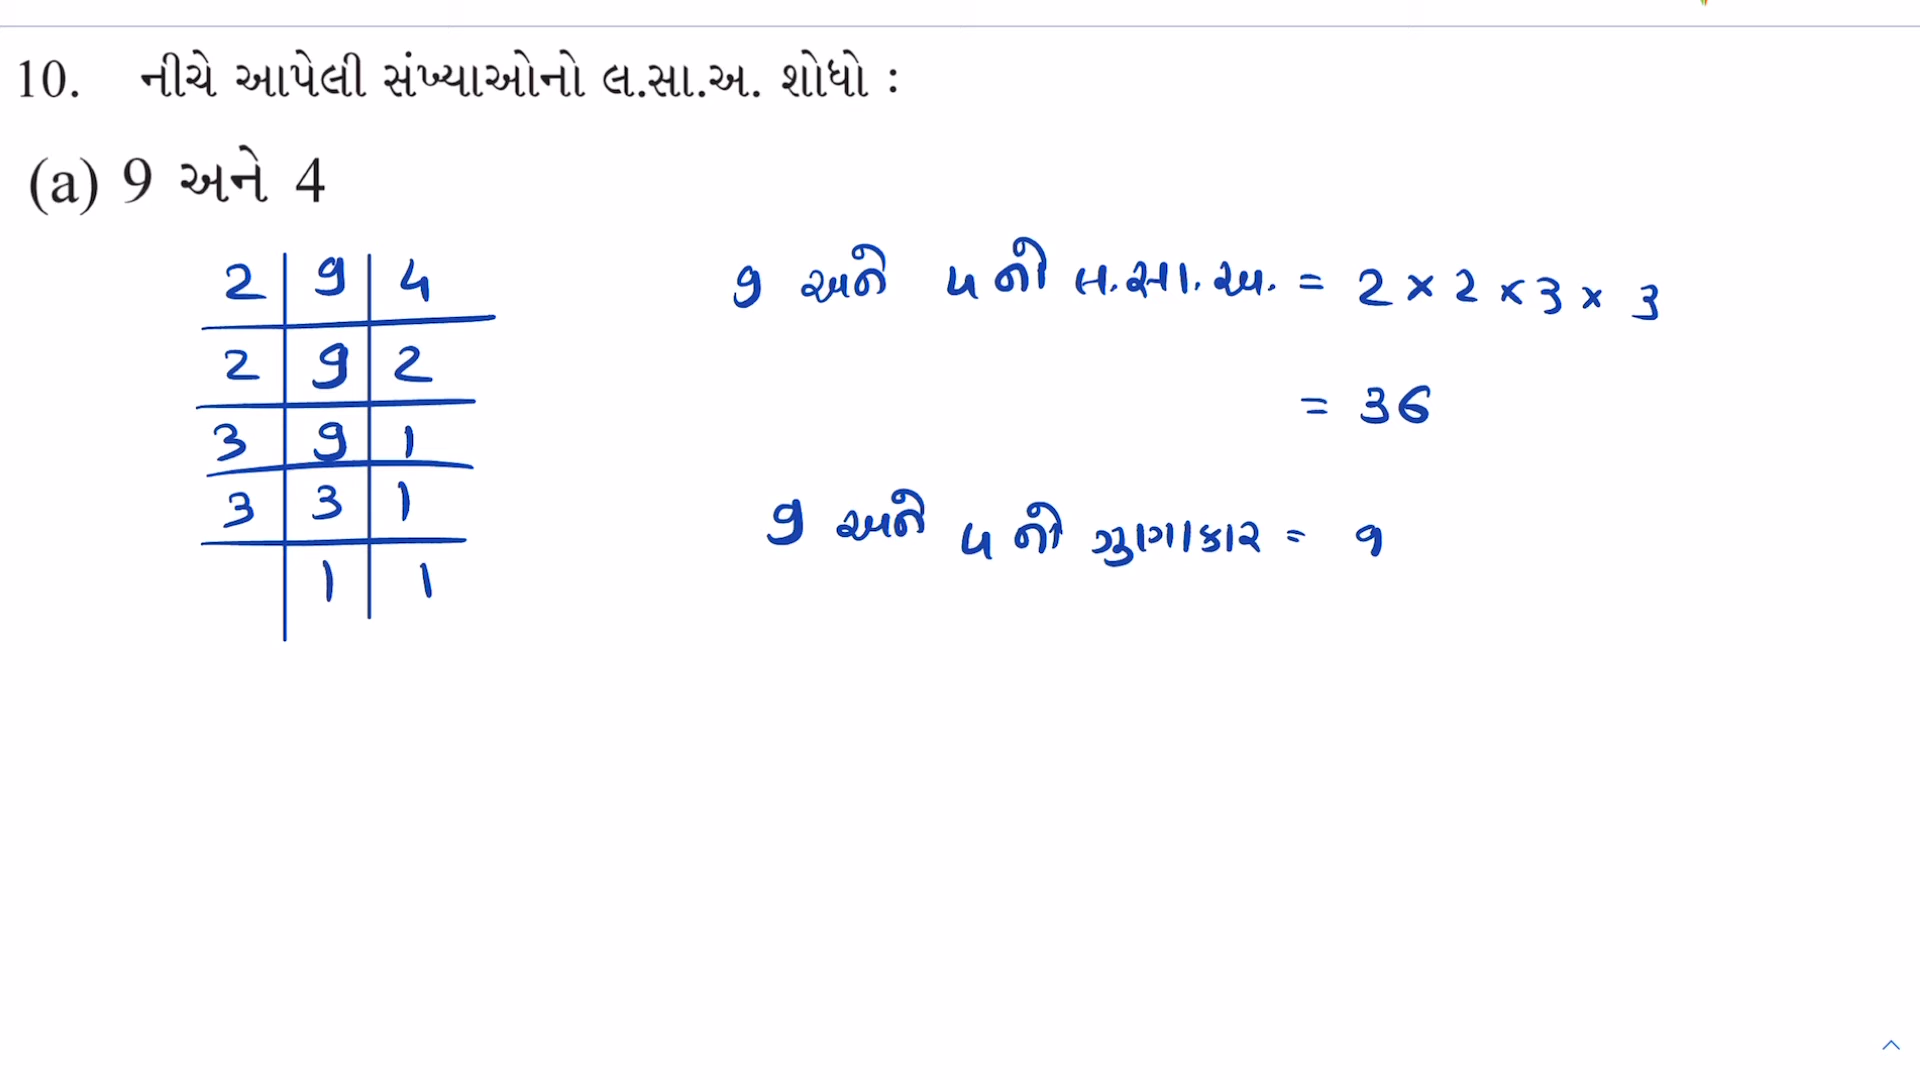 10. નીચે આપેલી સંખ્યાઓનો લ.સા.અ. શોધો :
(a) 9 અને 4
2 9 4
2 9 2
3 9 1
3 3 1
1 1
9 અને 4 નો લ.સા.અ. = 2 × 2 × 3 × 3
= 36
9 અને 4 નો ગુણાકાર = 9